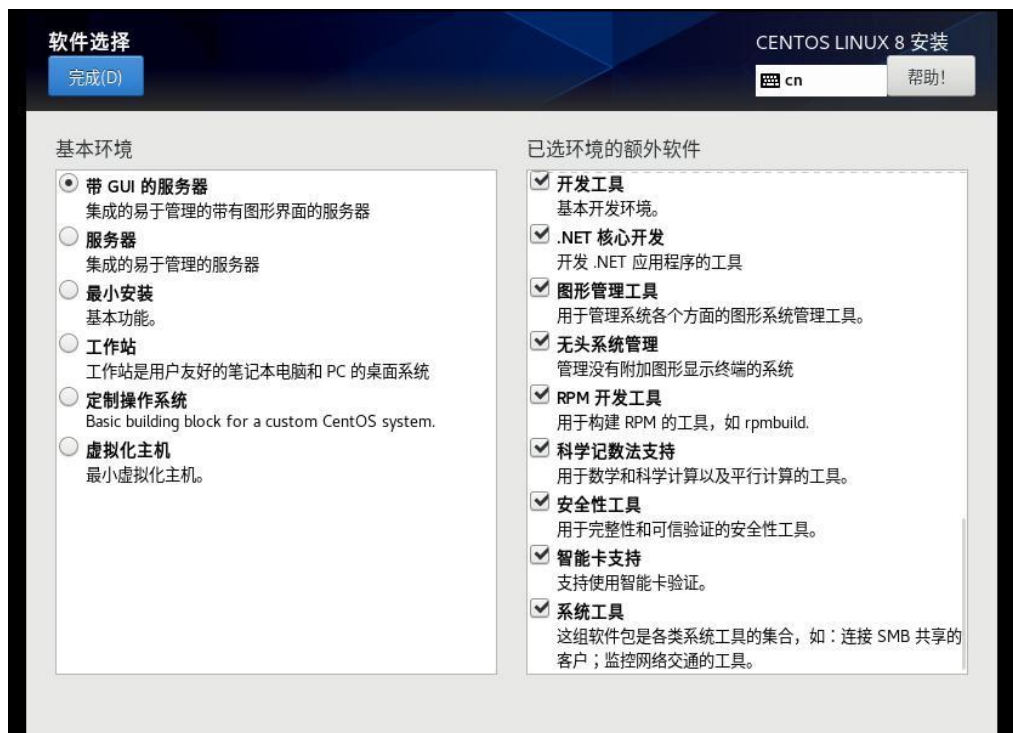 软件选择
完成(D)
CENTOS LINUX 8 安装
cn
帮助!
基本环境
带 GUI 的服务器
集成的易于管理的带有图形界面的服务器
服务器
集成的易于管理的服务器
最小安装
基本功能。
工作站
工作站是用户友好的笔记本电脑和 PC 的桌面系统
定制操作系统
Basic building block for a custom CentOS system.
虚拟化主机
最小虚拟化主机。
已选环境的额外软件
开发工具
基本开发环境。
.NET 核心开发
开发 .NET 应用程序的工具
图形管理工具
用于管理系统各个方面的图形系统管理工具。
无头系统管理
管理没有附加图形显示终端的系统
RPM 开发工具
用于构建 RPM 的工具，如 rpmbuild.
科学记数法支持
用于数学和科学计算以及平行计算的工具。
安全性工具
用于完整性和可信验证的安全性工具。
智能卡支持
支持使用智能卡验证。
系统工具
这组软件包是各类系统工具的集合，如：连接 SMB 共享的
客户；监控网络交通的工具。